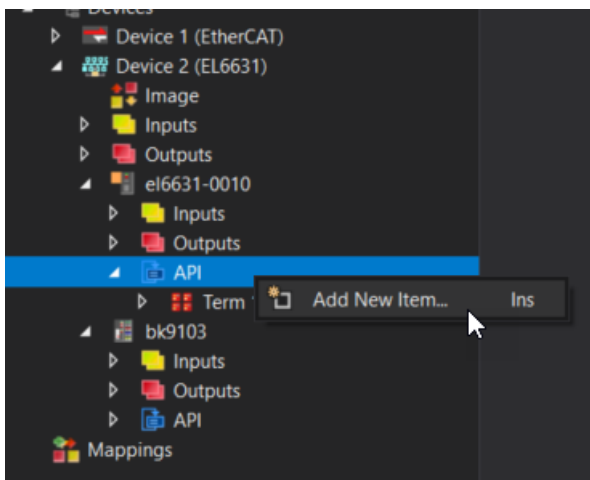 Devices
Device 1 (EtherCAT)
Device 2 (EL6631)
Image
Inputs
Outputs
el6631-0010
Inputs
Outputs
API
Term
Add New Item... Ins
bk9103
Inputs
Outputs
API
Mappings